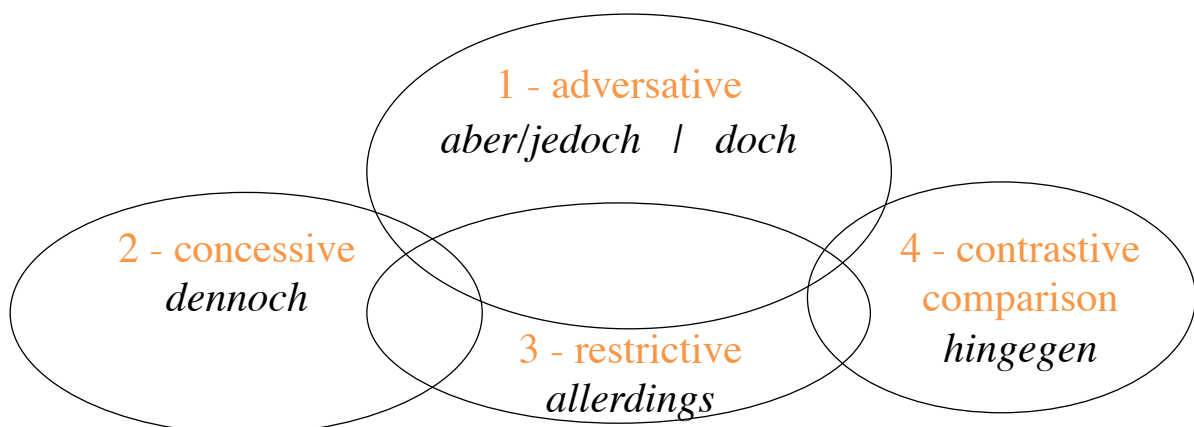 1 - adversative
aber/jedoch / doch
2 - concessive
dennoch
3 - restrictive
allerdings
4 - contrastive
comparison
hingegen